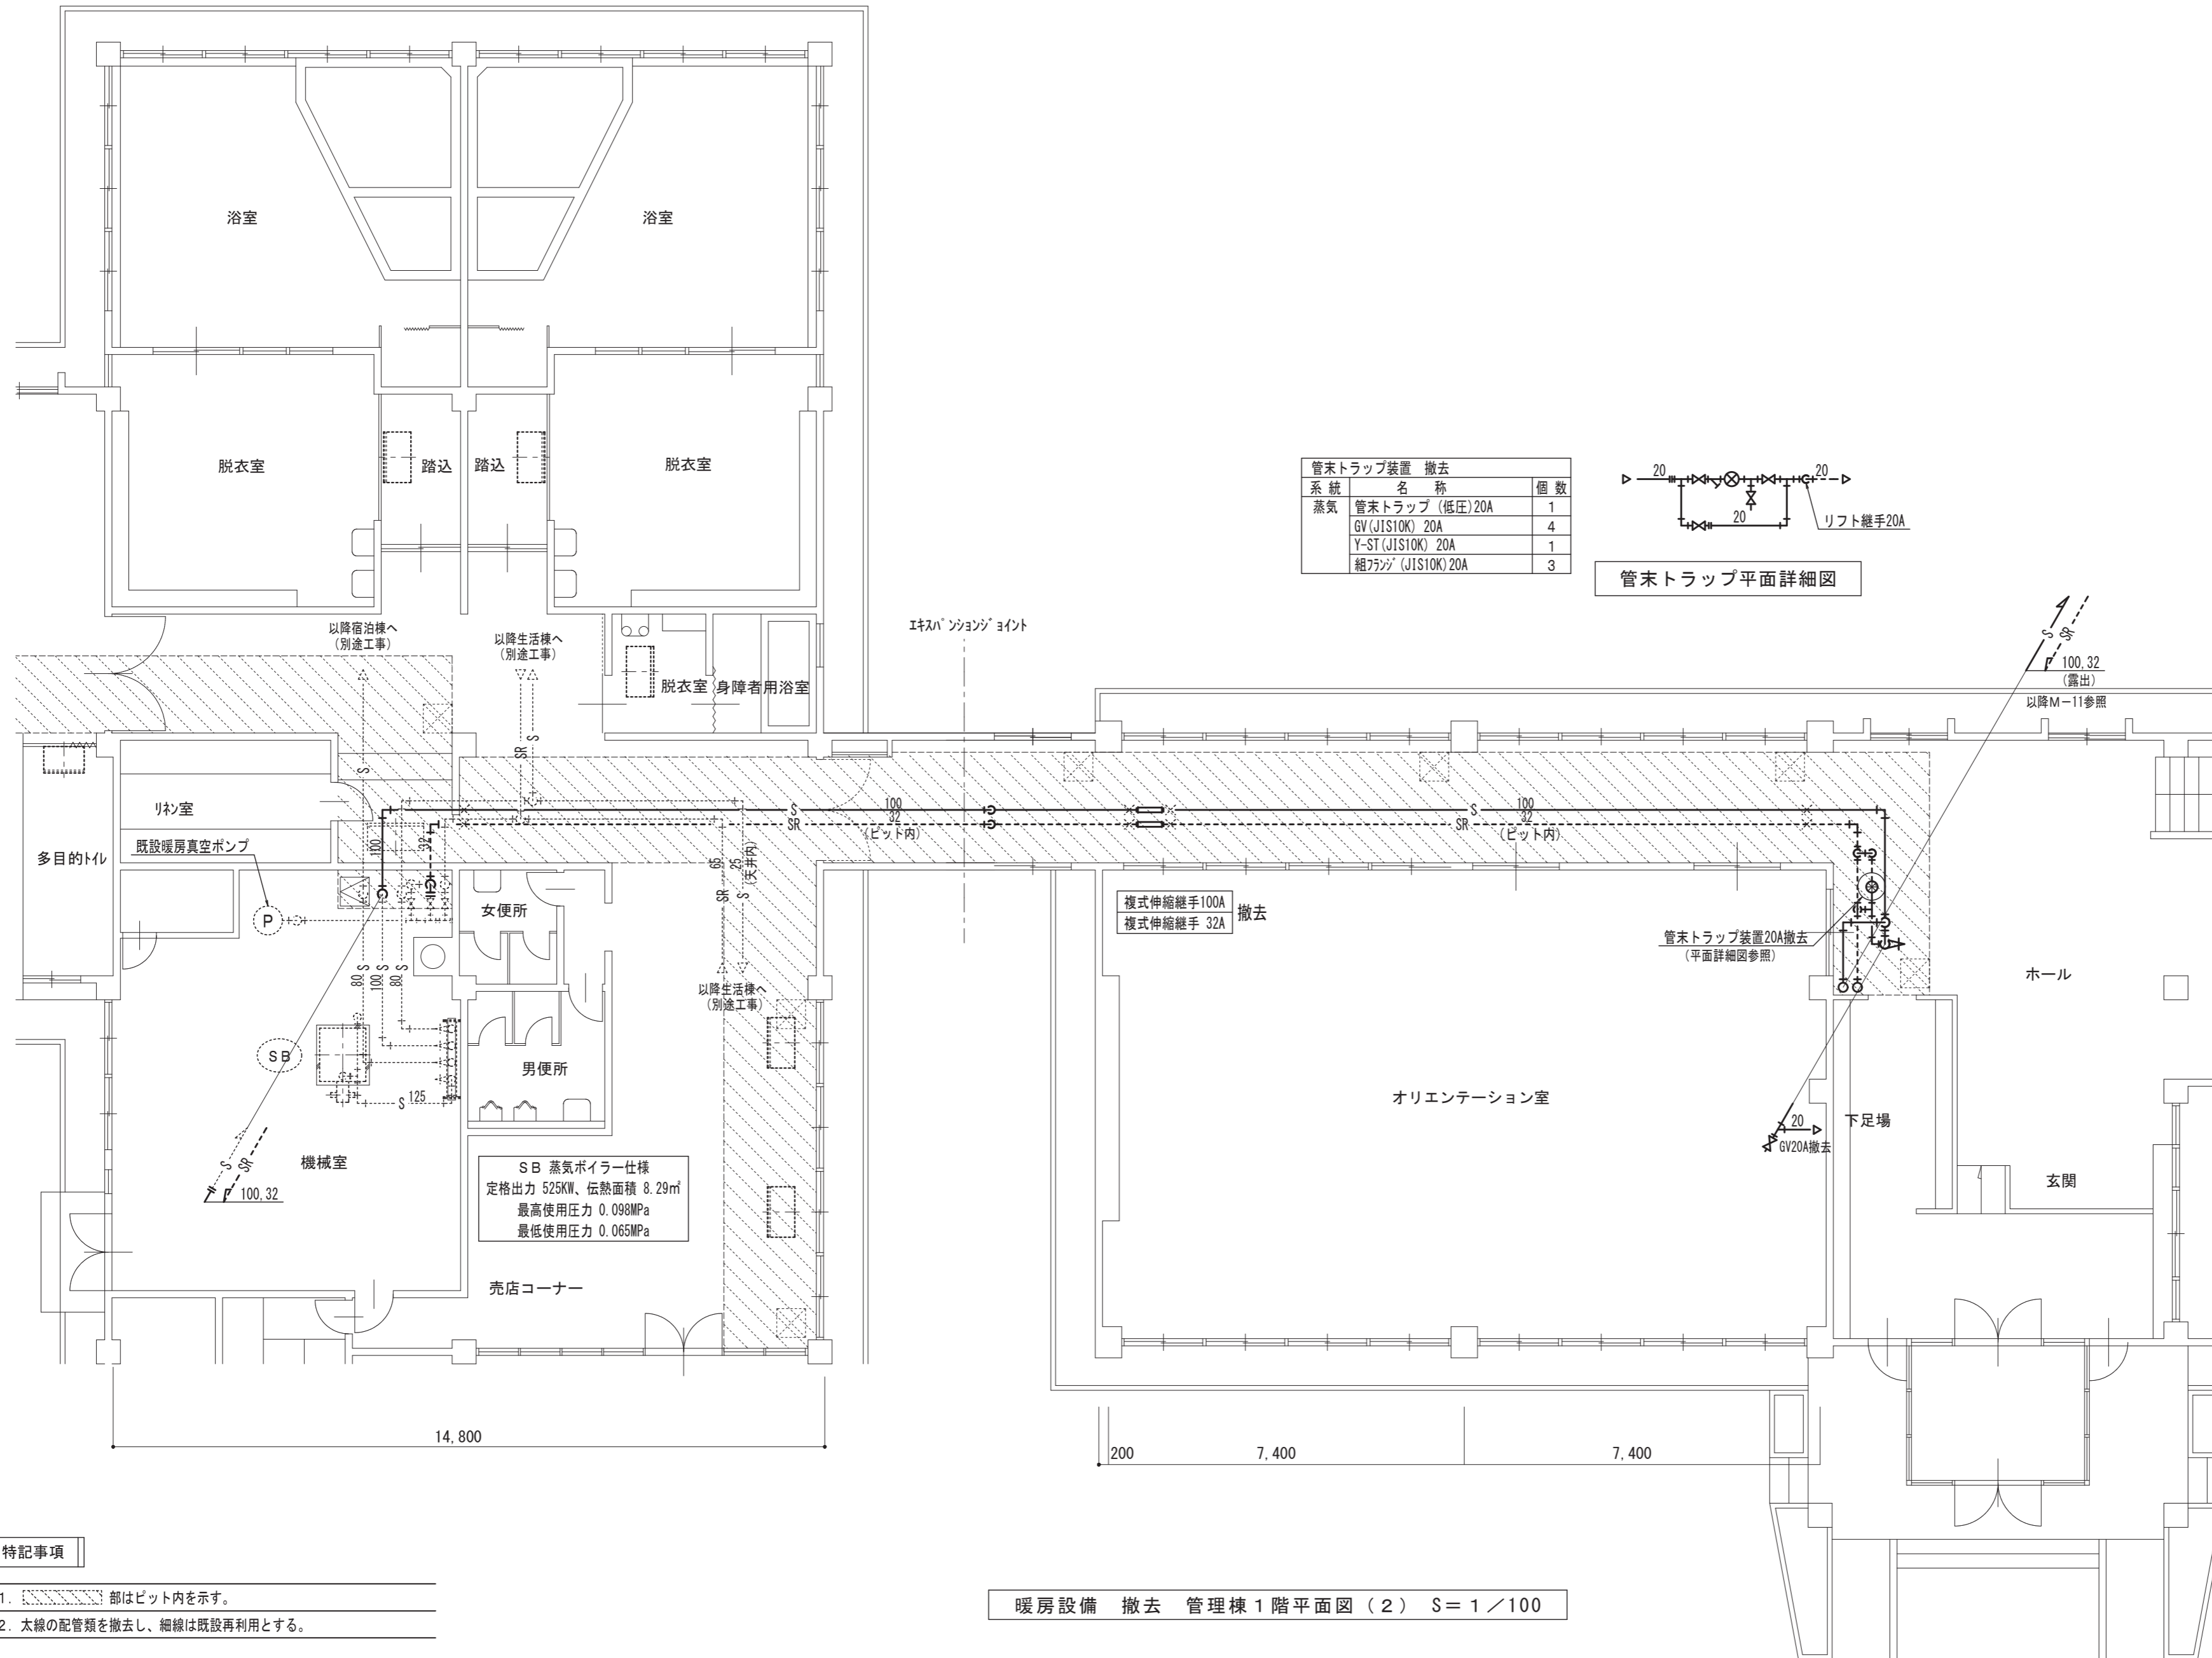 浴室
浴室
脱衣室
踏込
踏込
脱衣室
管末トラップ装置 撤去
系統 名 称 個数
蒸気 管末トラップ (低圧)20A 1
GV(JIS10K) 20A 4
Y-ST(JIS10K) 20A 1
組フランジ(JIS10K)20A 3
20
20
20
リフト継手20A
管末トラップ平面詳細図
以降宿泊棟へ
(別途工事)
以降生活棟へ
(別途工事)
エキスパンションジョイント
脱衣室
身障者用浴室
S
SR
100,32
(露出)
以降M-11参照
S
SR
S
リネン室
多目的トイレ
既設暖房真空ポンプ
P
100
32
S
SR
100
32
(ピット内)
S
SR
100
32
(ピット内)
65
SR
25
S
(天井内)
女便所
複式伸縮継手100A
複式伸縮継手 32A
撤去
管末トラップ装置20A撤去
(平面詳細図参照)
ホール
80 S
100 S
80 S
以降生活棟へ
(別途工事)
SB
S 125
男便所
オリエンテーション室
20
GV20A撤去
下足場
玄関
機械室
S
SR
100,32
SB 蒸気ボイラー仕様
定格出力 525KW、伝熱面積 8.29㎡
最高使用圧力 0.098MPa
最低使用圧力 0.065MPa
売店コーナー
14,800
200
7,400
7,400
特記事項
1. 部はピット内を示す。
2. 太線の配管類を撤去し、細線は既設再利用とする。
暖房設備 撤去 管理棟1階平面図(2) S=1/100